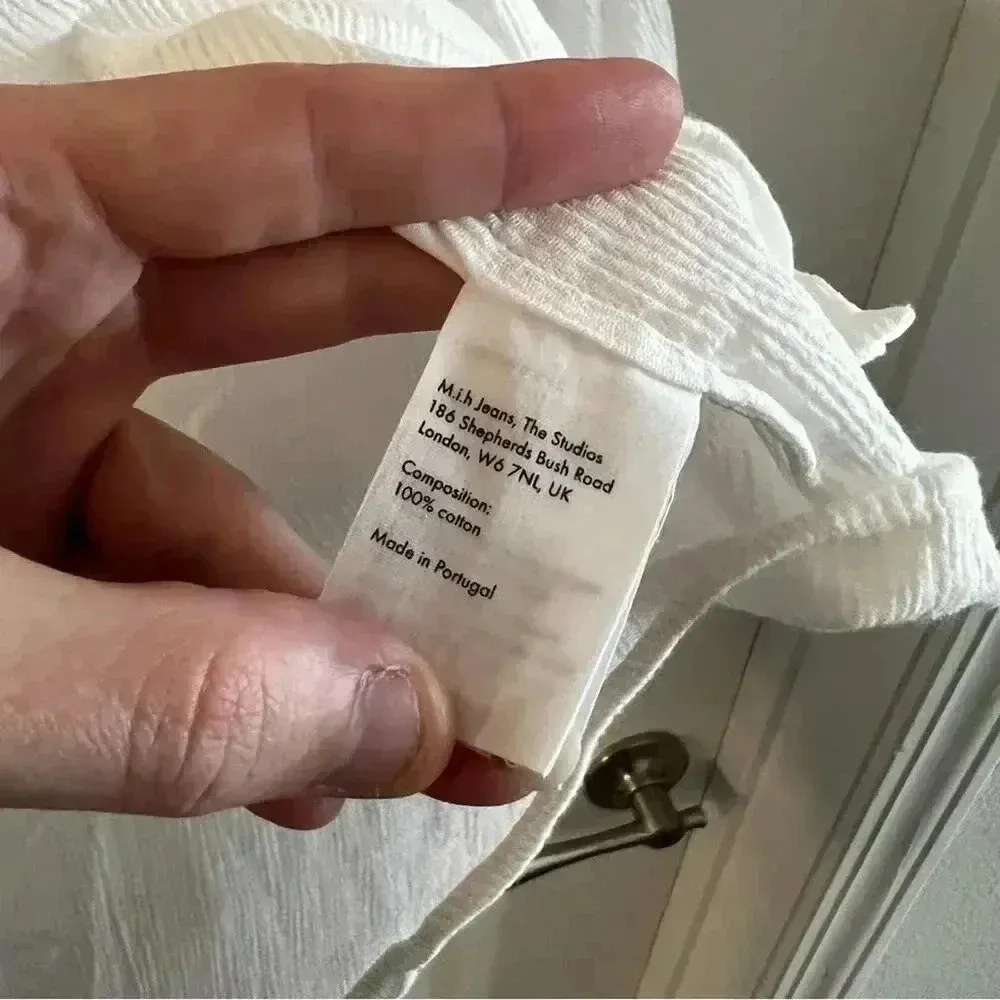 M.i.h Jeans, The Studios
186 Shepherds Bush Road
London, W6 7NL, UK
Composition:
100% cotton
Made in Portugal